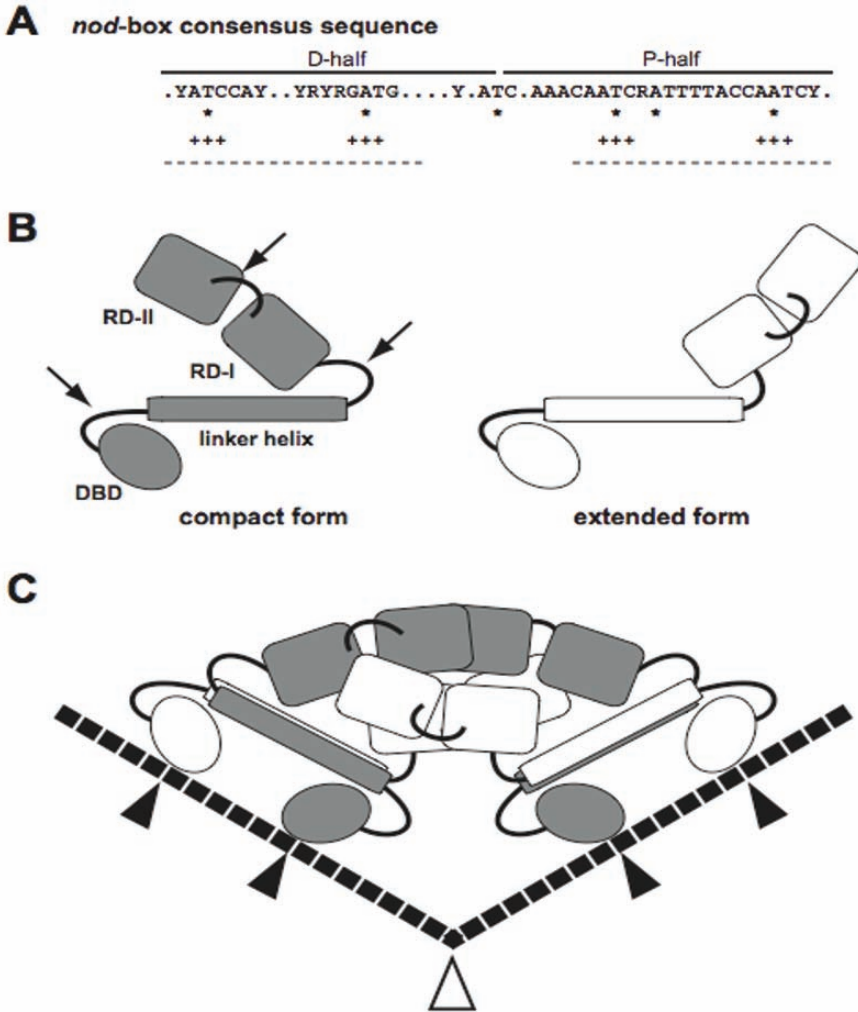 A nod-box consensus sequence
D-half P-half
.YATCCAY..YRYRGATG....Y.ATC.AAACAATCRATTTTACCAATCY.
* * * * * *
+++ +++ +++ +++
-------------------- --------------------
B
RD-II
RD-I
linker helix
DBD
compact form extended form
C